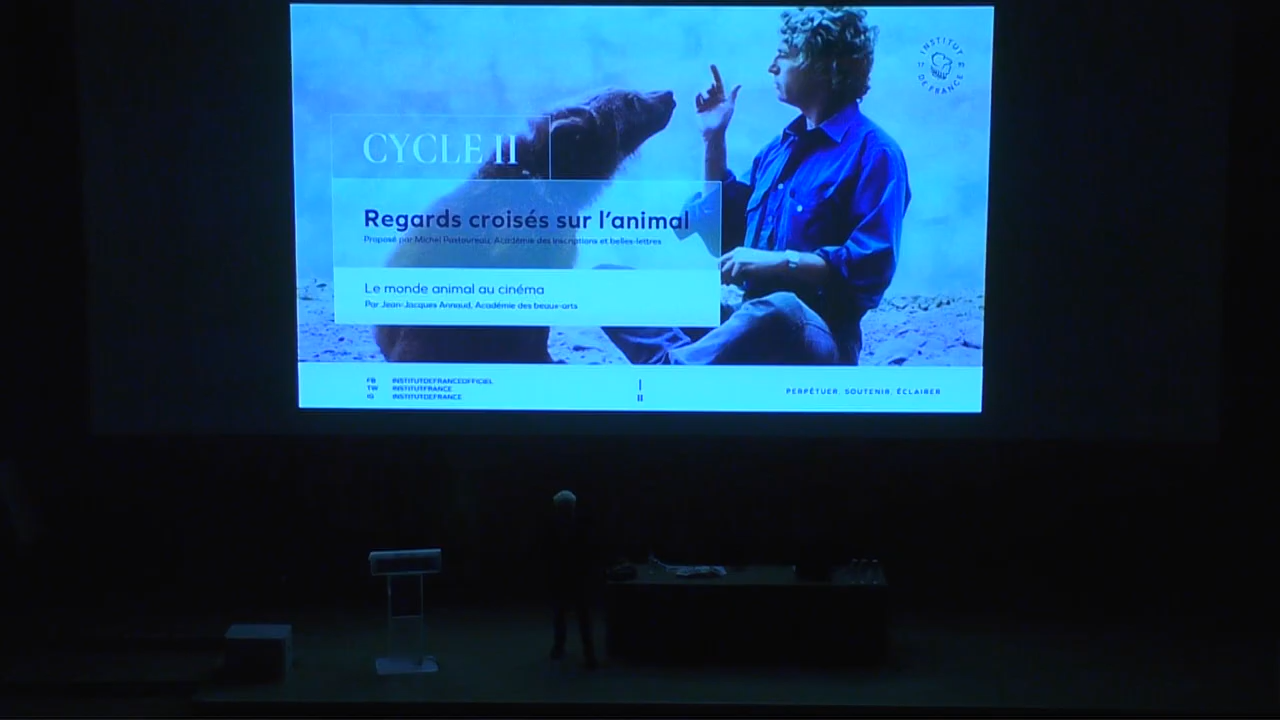 INSTITUT
DE FRANCE
CYCLE II
Regards croisés sur l'animal
Proposé par Michel Pastoureau, Académie des inscriptions et belles-lettres
Le monde animal au cinéma
Par Jean-Jacques Annaud, Académie des beaux-arts
FB INSTITUTDEFRANCEOFFICIEL
TW INSTITUTFRANCE
IG INSTITUTDEFRANCE
I
II
PERPÉTUER, SOUTENIR, ÉCLAIRER